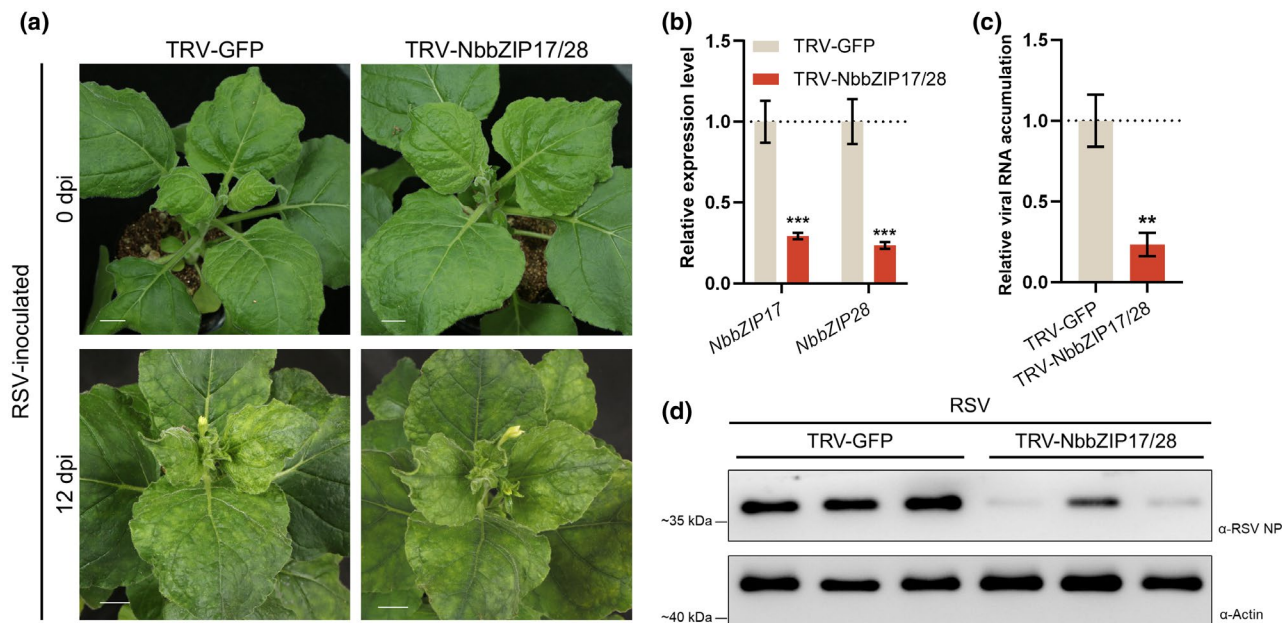 (a)
TRV-GFP
TRV-NbbZIP17/28
RSV-inoculated
0 dpi
12 dpi
(b)
Relative expression level
1.5
1.0
0.5
0.0
TRV-GFP
TRV-NbbZIP17/28
***
***
NbbZIP17
NbbZIP28
(c)
Relative viral RNA accumulation
1.5
1.0
0.5
0.0
**
TRV-GFP
TRV-NbbZIP17/28
(d)
RSV
TRV-GFP
TRV-NbbZIP17/28
~35 kDa
α-RSV NP
~40 kDa
α-Actin